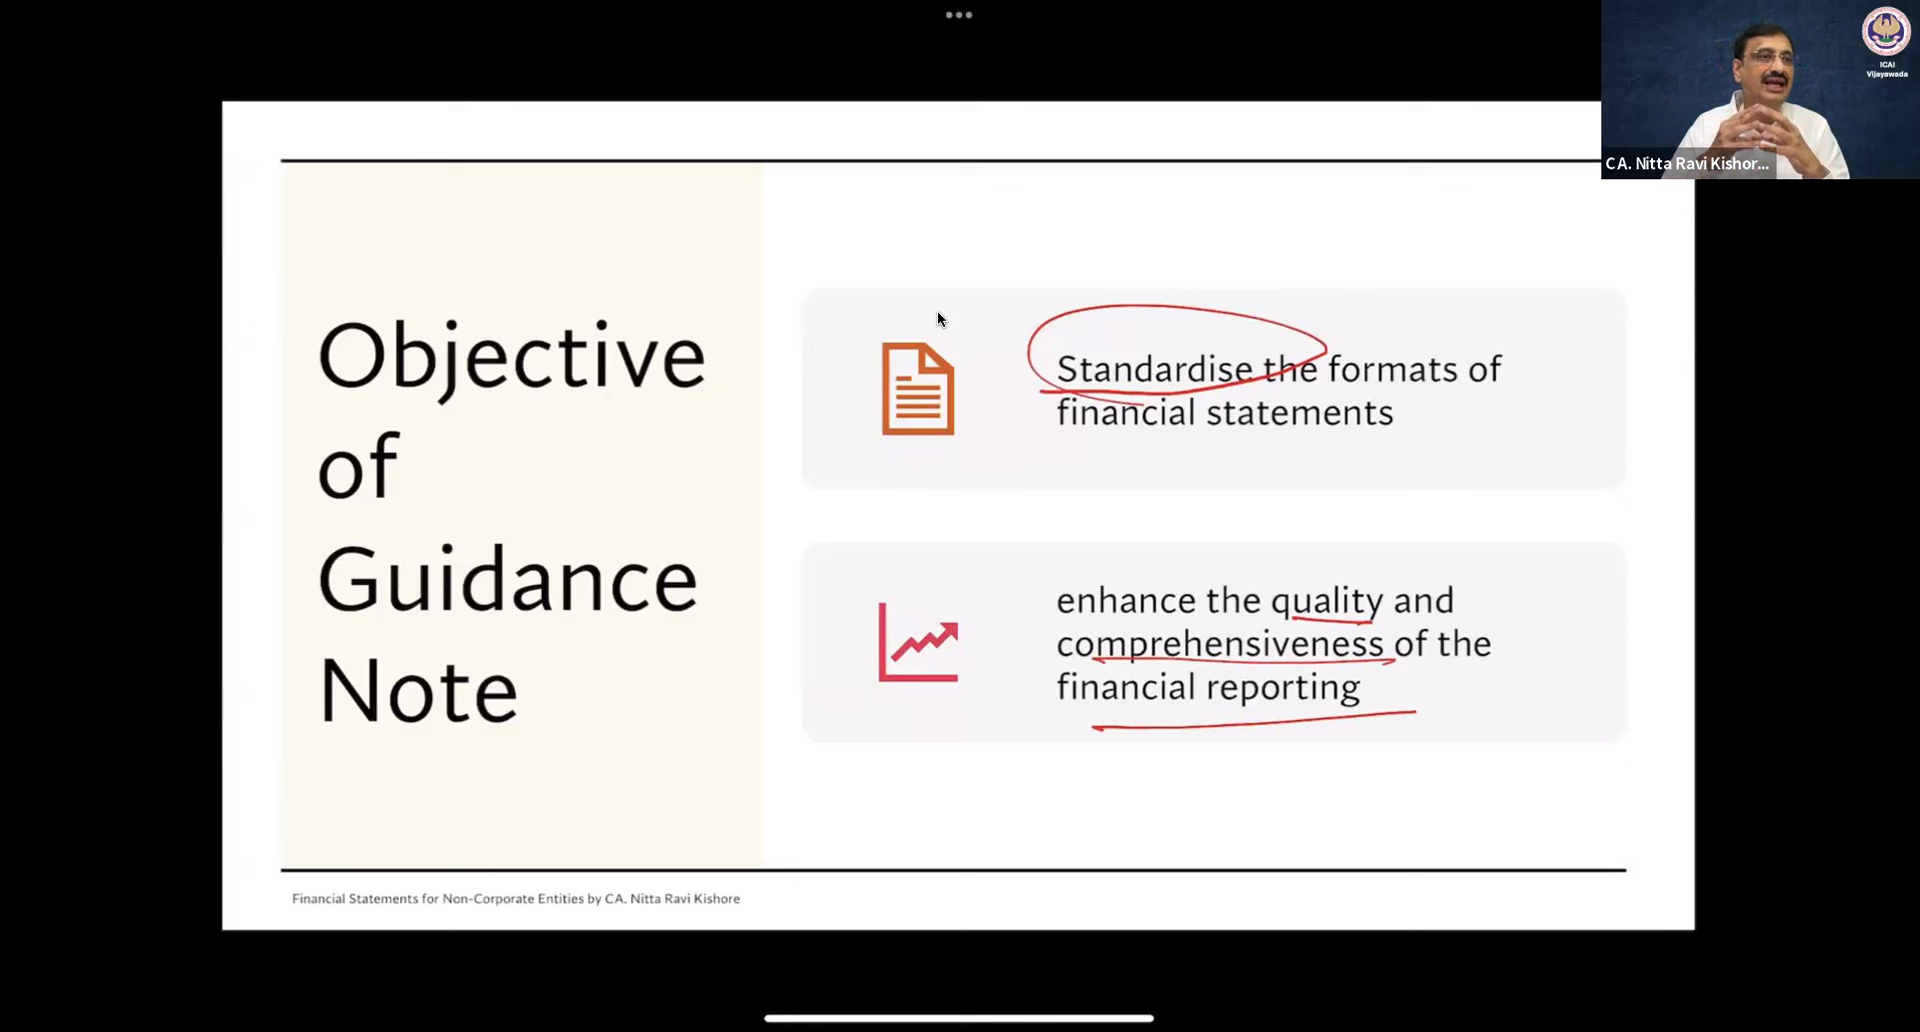 ICAI
Vijayawada
CA. Nitta Ravi Kishor...
Objective
of
Guidance
Note
Standardise the formats of
financial statements
enhance the quality and
comprehensiveness of the
financial reporting
Financial Statements for Non-Corporate Entities by CA. Nitta Ravi Kishore